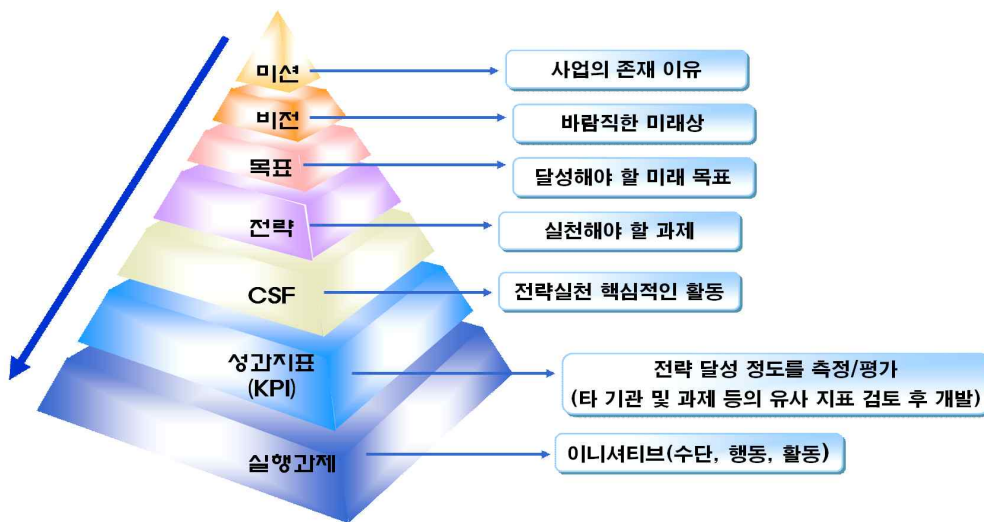 미션
사업의 존재 이유
비전
바람직한 미래상
목표
달성해야 할 미래 목표
전략
실천해야 할 과제
CSF
전략실천 핵심적인 활동
성과지표
(KPI)
전략 달성 정도를 측정/평가
(타 기관 및 과제 등의 유사 지표 검토 후 개발)
실행과제
이니셔티브(수단, 행동, 활동)